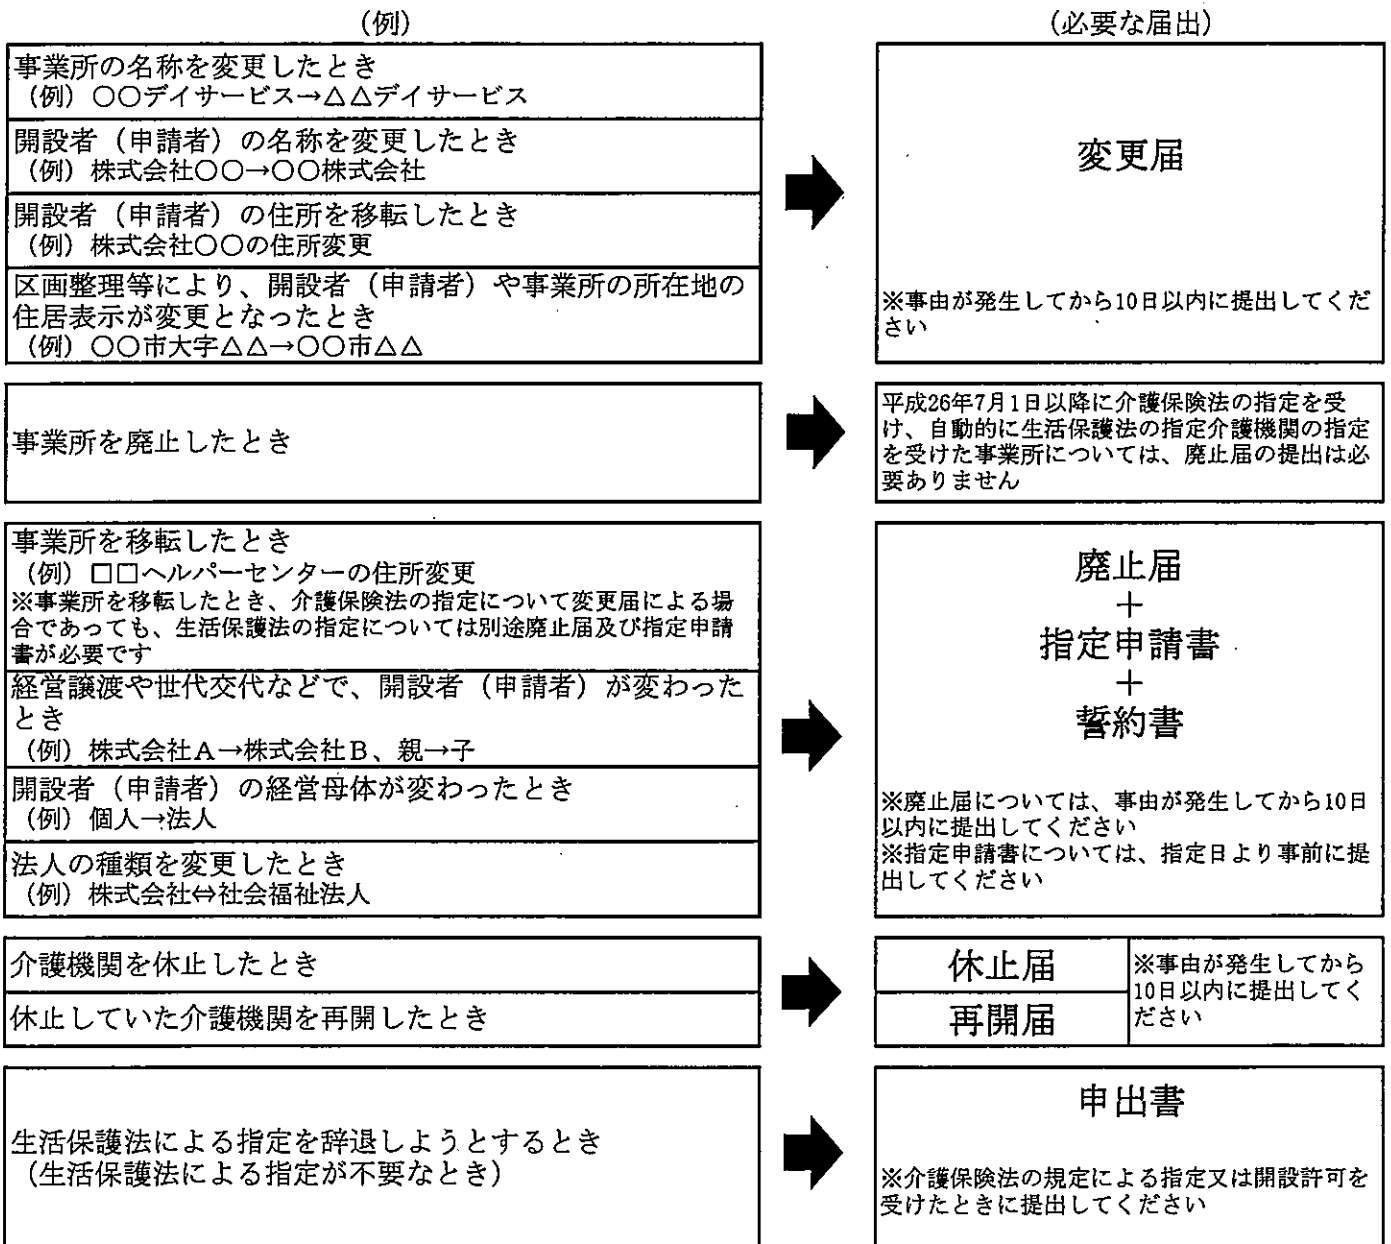 (例)
(必要な届出)
事業所の名称を変更したとき
(例) ○○デイサービス→△△デイサービス
開設者(申請者)の名称を変更したとき
(例) 株式会社○○→○○株式会社
開設者(申請者)の住所を移転したとき
(例) 株式会社○○の住所変更
区画整理等により、開設者(申請者)や事業所の所在地の
住居表示が変更となったとき
(例) ○○市大字△△→○○市△△
変更届
※事由が発生してから10日以内に提出してくだ
さい
事業所を廃止したとき
平成26年7月1日以降に介護保険法の指定を受
け、自動的に生活保護法の指定介護機関の指定
を受けた事業所については、廃止届の提出は必
要ありません
事業所を移転したとき
(例) □□ヘルパーセンターの住所変更
※事業所を移転したとき、介護保険法の指定について変更届による場
合であっても、生活保護法の指定については別途廃止届及び指定申請
書が必要です
経営譲渡や世代交代などで、開設者(申請者)が変わった
とき
(例) 株式会社A→株式会社B、親→子
開設者(申請者)の経営母体が変わったとき
(例) 個人→法人
法人の種類を変更したとき
(例) 株式会社⇔社会福祉法人
廃止届
+
指定申請書
+
誓約書
※廃止届については、事由が発生してから10日
以内に提出してください
※指定申請書については、指定日より事前に提
出してください
介護機関を休止したとき
休止していた介護機関を再開したとき
休止届
再開届
※事由が発生してから
10日以内に提出してく
ださい
生活保護法による指定を辞退しようとするとき
(生活保護法による指定が不要なとき)
申出書
※介護保険法の規定による指定又は開設許可を
受けたときに提出してください